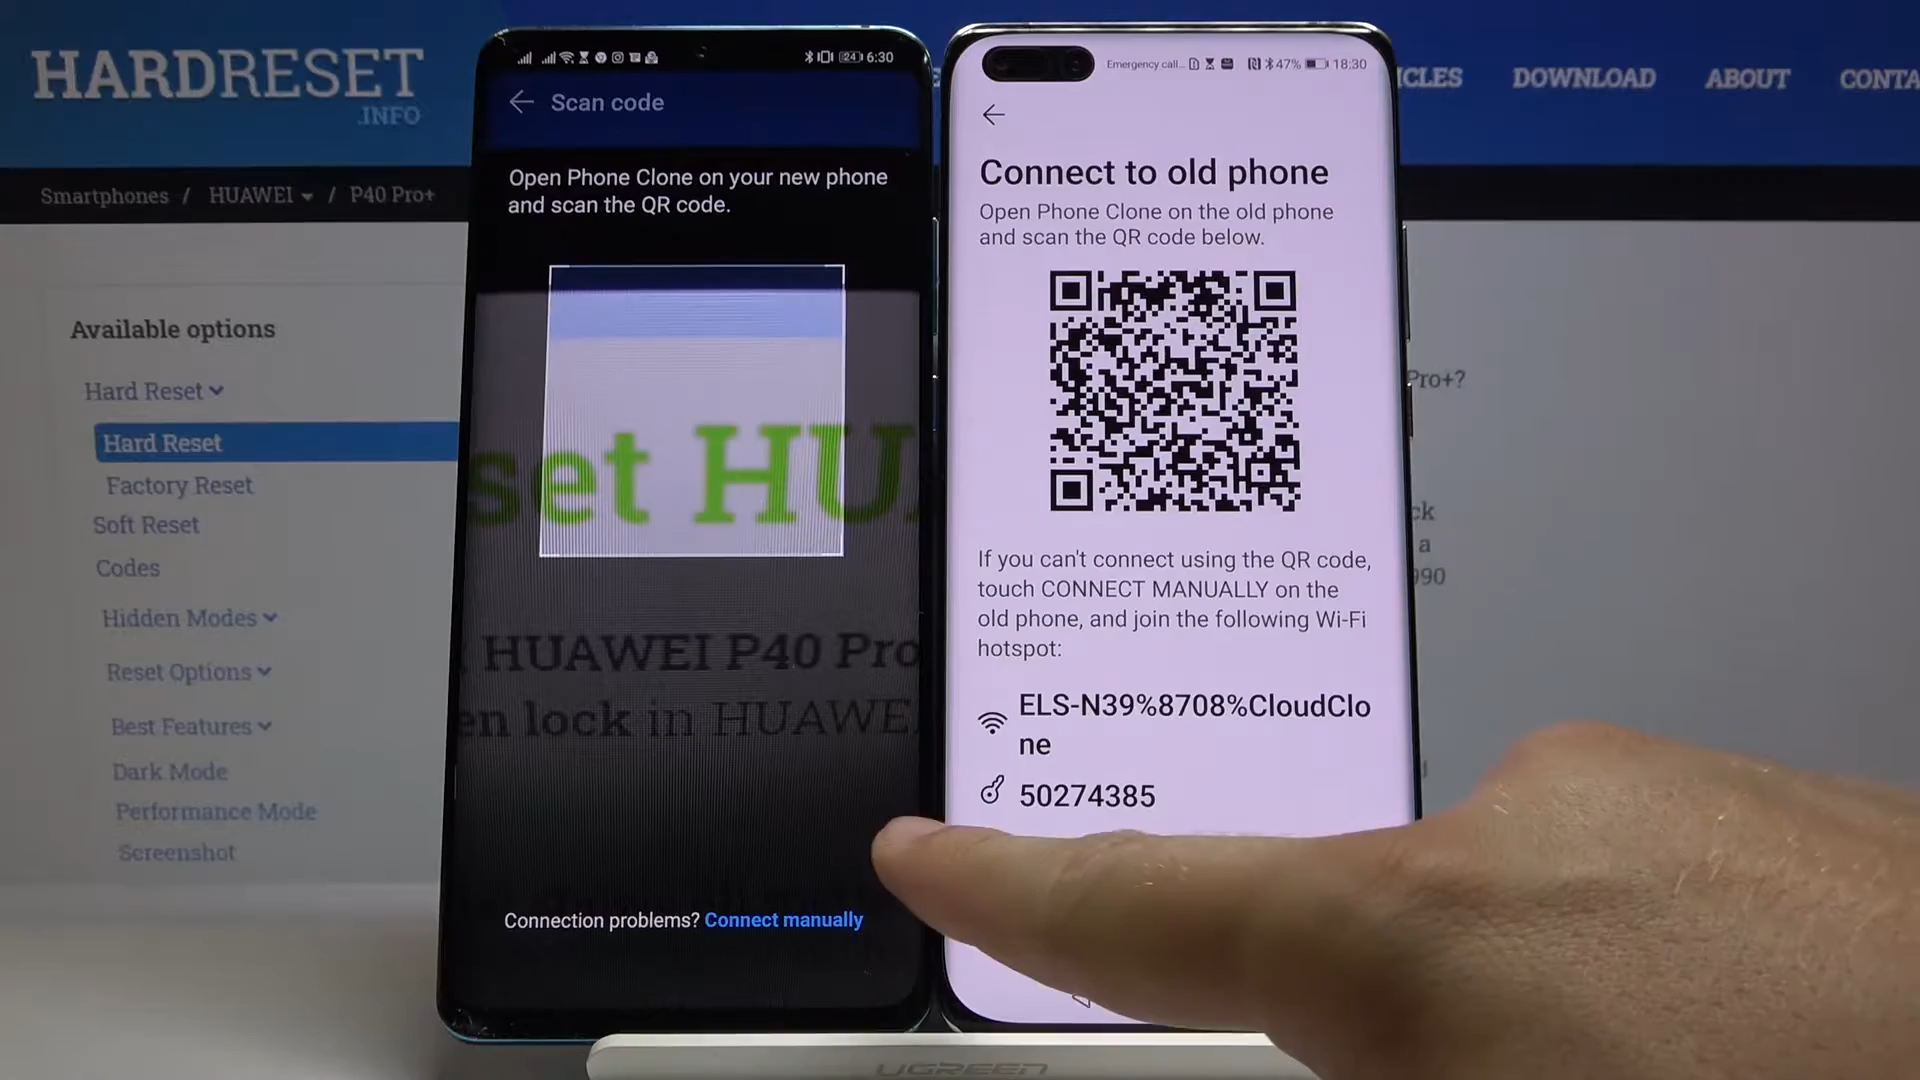 HARDRESET
.INFO
ICLES DOWNLOAD ABOUT CONTA
Smartphones / HUAWEI / P40 Pro+
Available options
Hard Reset
Hard Reset
Factory Reset
Soft Reset
Codes
Hidden Modes
Reset Options
Best Features
Dark Mode
Performance Mode
Screenshot
24 6:30
Scan code
Open Phone Clone on your new phone
and scan the QR code.
set HU
HUAWEI P40 Pro
en lock in HUAWE
Connection problems? Connect manually
Emergency call... 47% 18:30
Connect to old phone
Open Phone Clone on the old phone
and scan the QR code below.
If you can't connect using the QR code,
touch CONNECT MANUALLY on the
old phone, and join the following Wi-Fi
hotspot:
ELS-N39%8708%CloudClo
ne
50274385
Pro+?
ck
a
990
UGREEN